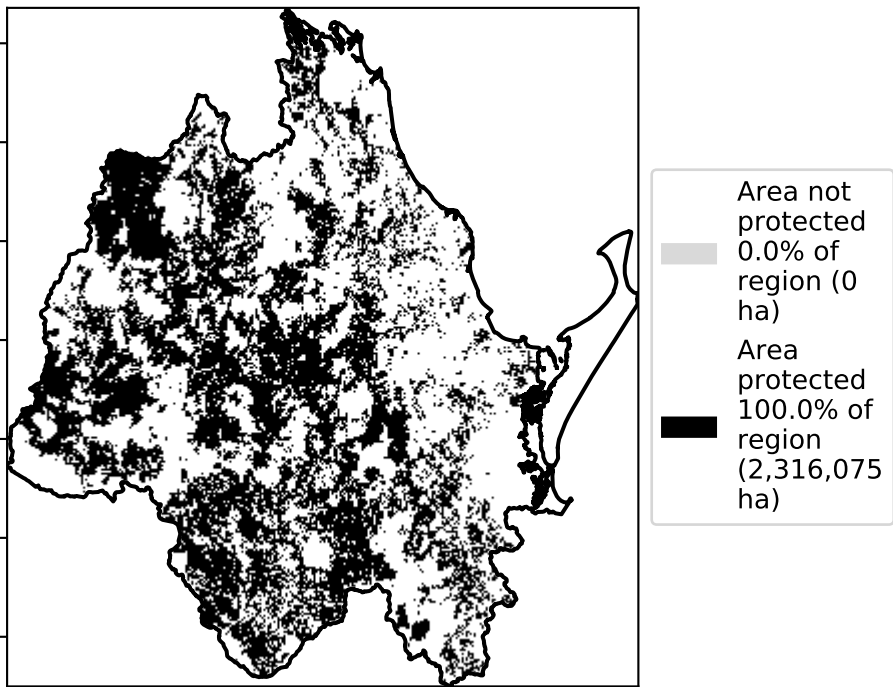 Area not
protected
0.0% of
region (0
ha)
Area
protected
100.0% of
region
(2,316,075
ha)